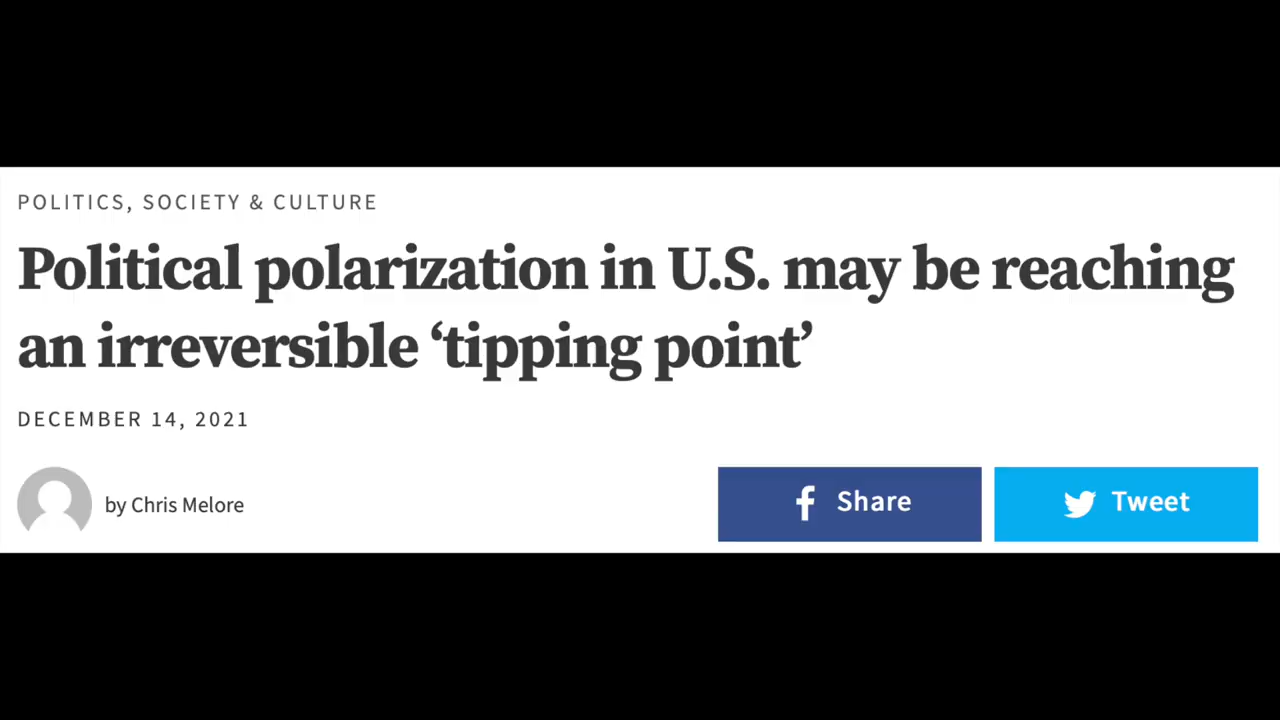 POLITICS, SOCIETY & CULTURE
Political polarization in U.S. may be reaching
an irreversible ‘tipping point’
DECEMBER 14, 2021
by Chris Melore
Share
Tweet